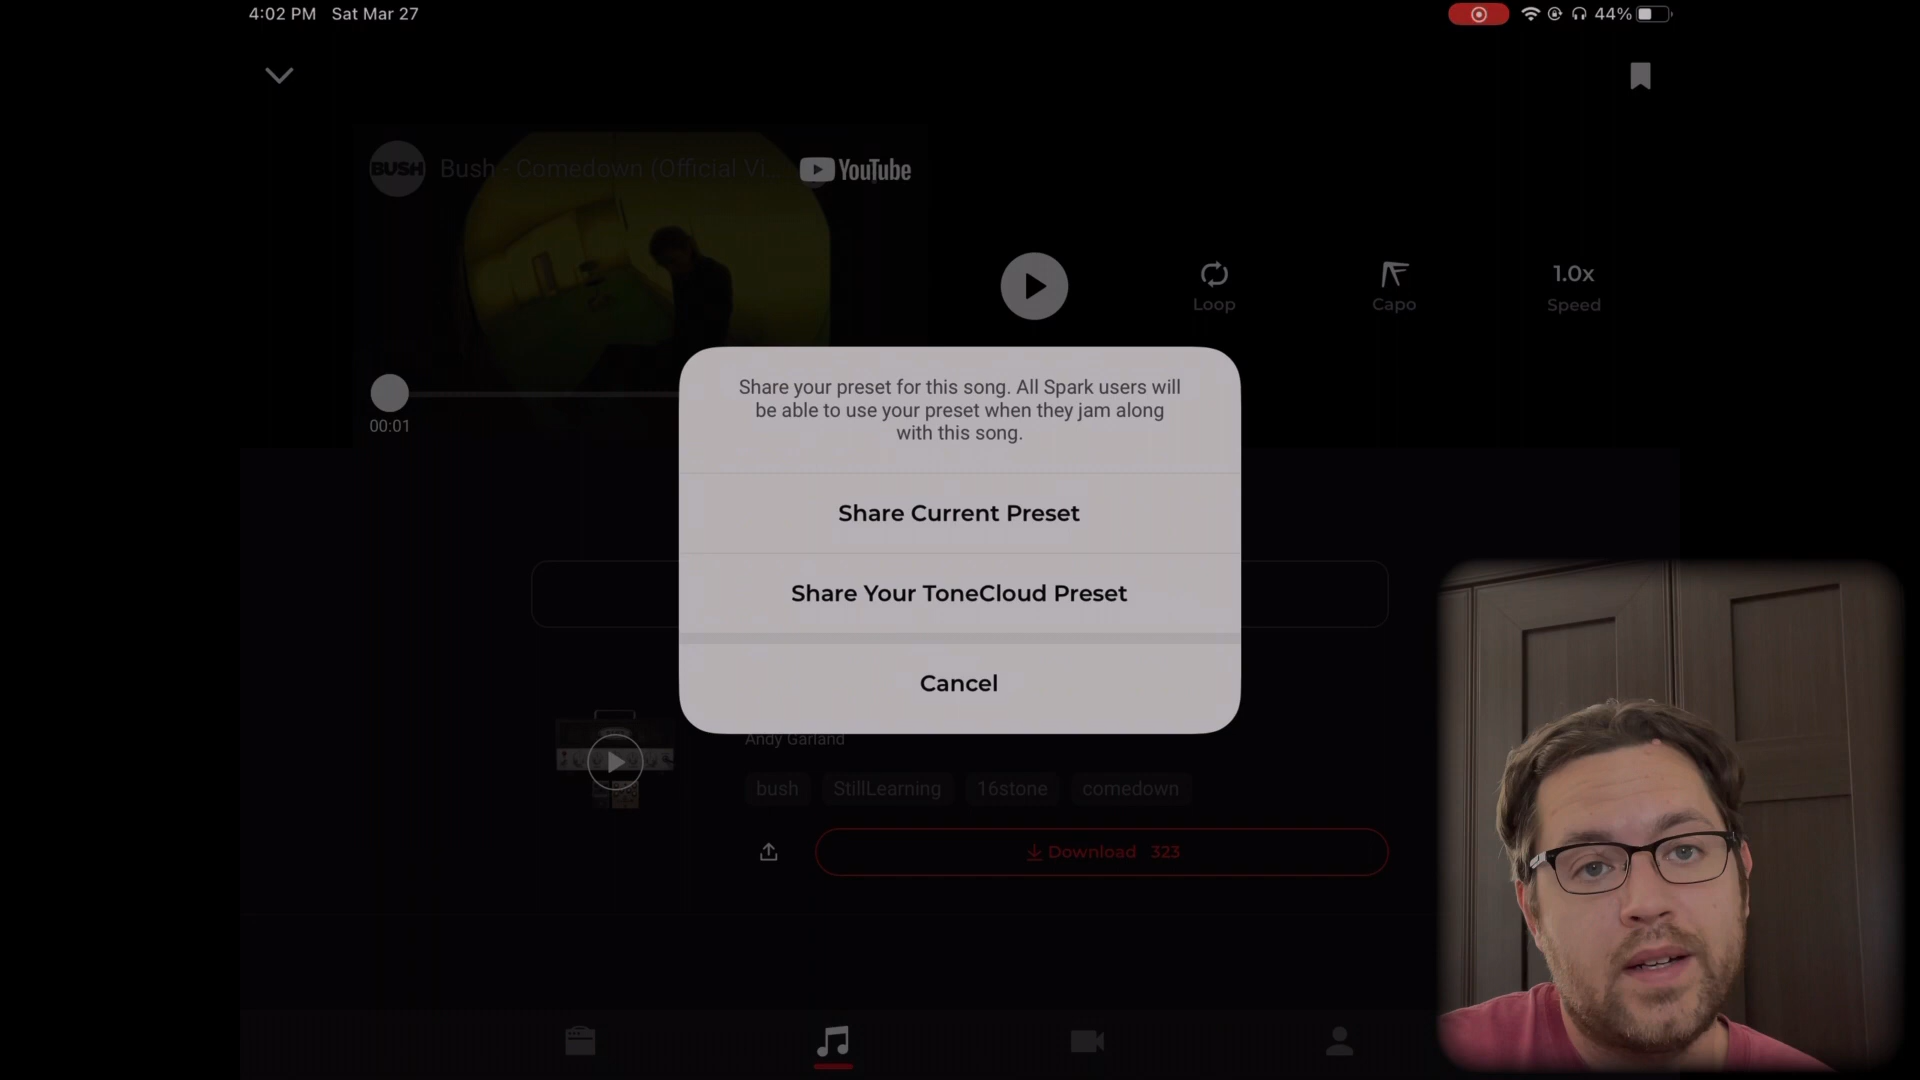 4:02 PM Sat Mar 27
44%
BUSH
Bush - Comedown (Official Vi...
YouTube
00:01
Loop
Capo
1.0x
Speed
Share your preset for this song. All Spark users will
be able to use your preset when they jam along
with this song.
Share Current Preset
Share Your ToneCloud Preset
Cancel
Andy Garland
bush StillLearning 16stone comedown
Download 323